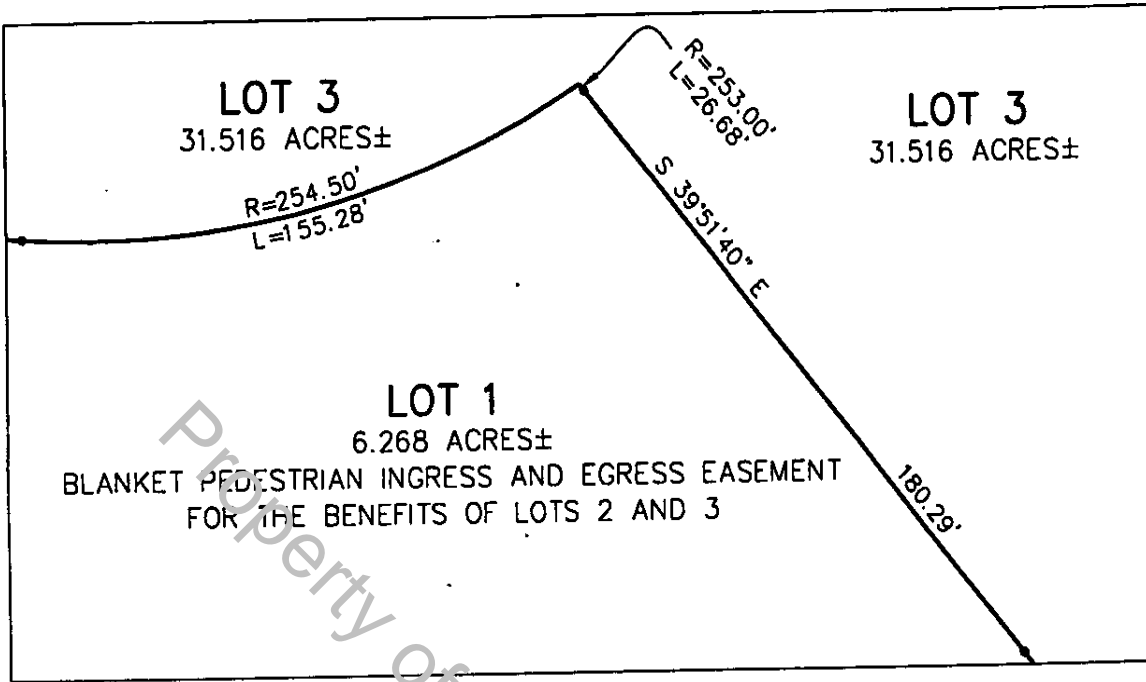 LOT 3
31.516 ACRES±
R=254.50'
L=155.28'
R=253.00'
L=26.68'
LOT 3
31.516 ACRES±
S 39°51'40" E
180.29'
LOT 1
6.268 ACRES±
BLANKET PEDESTRIAN INGRESS AND EGRESS EASEMENT
FOR THE BENEFITS OF LOTS 2 AND 3
Property of